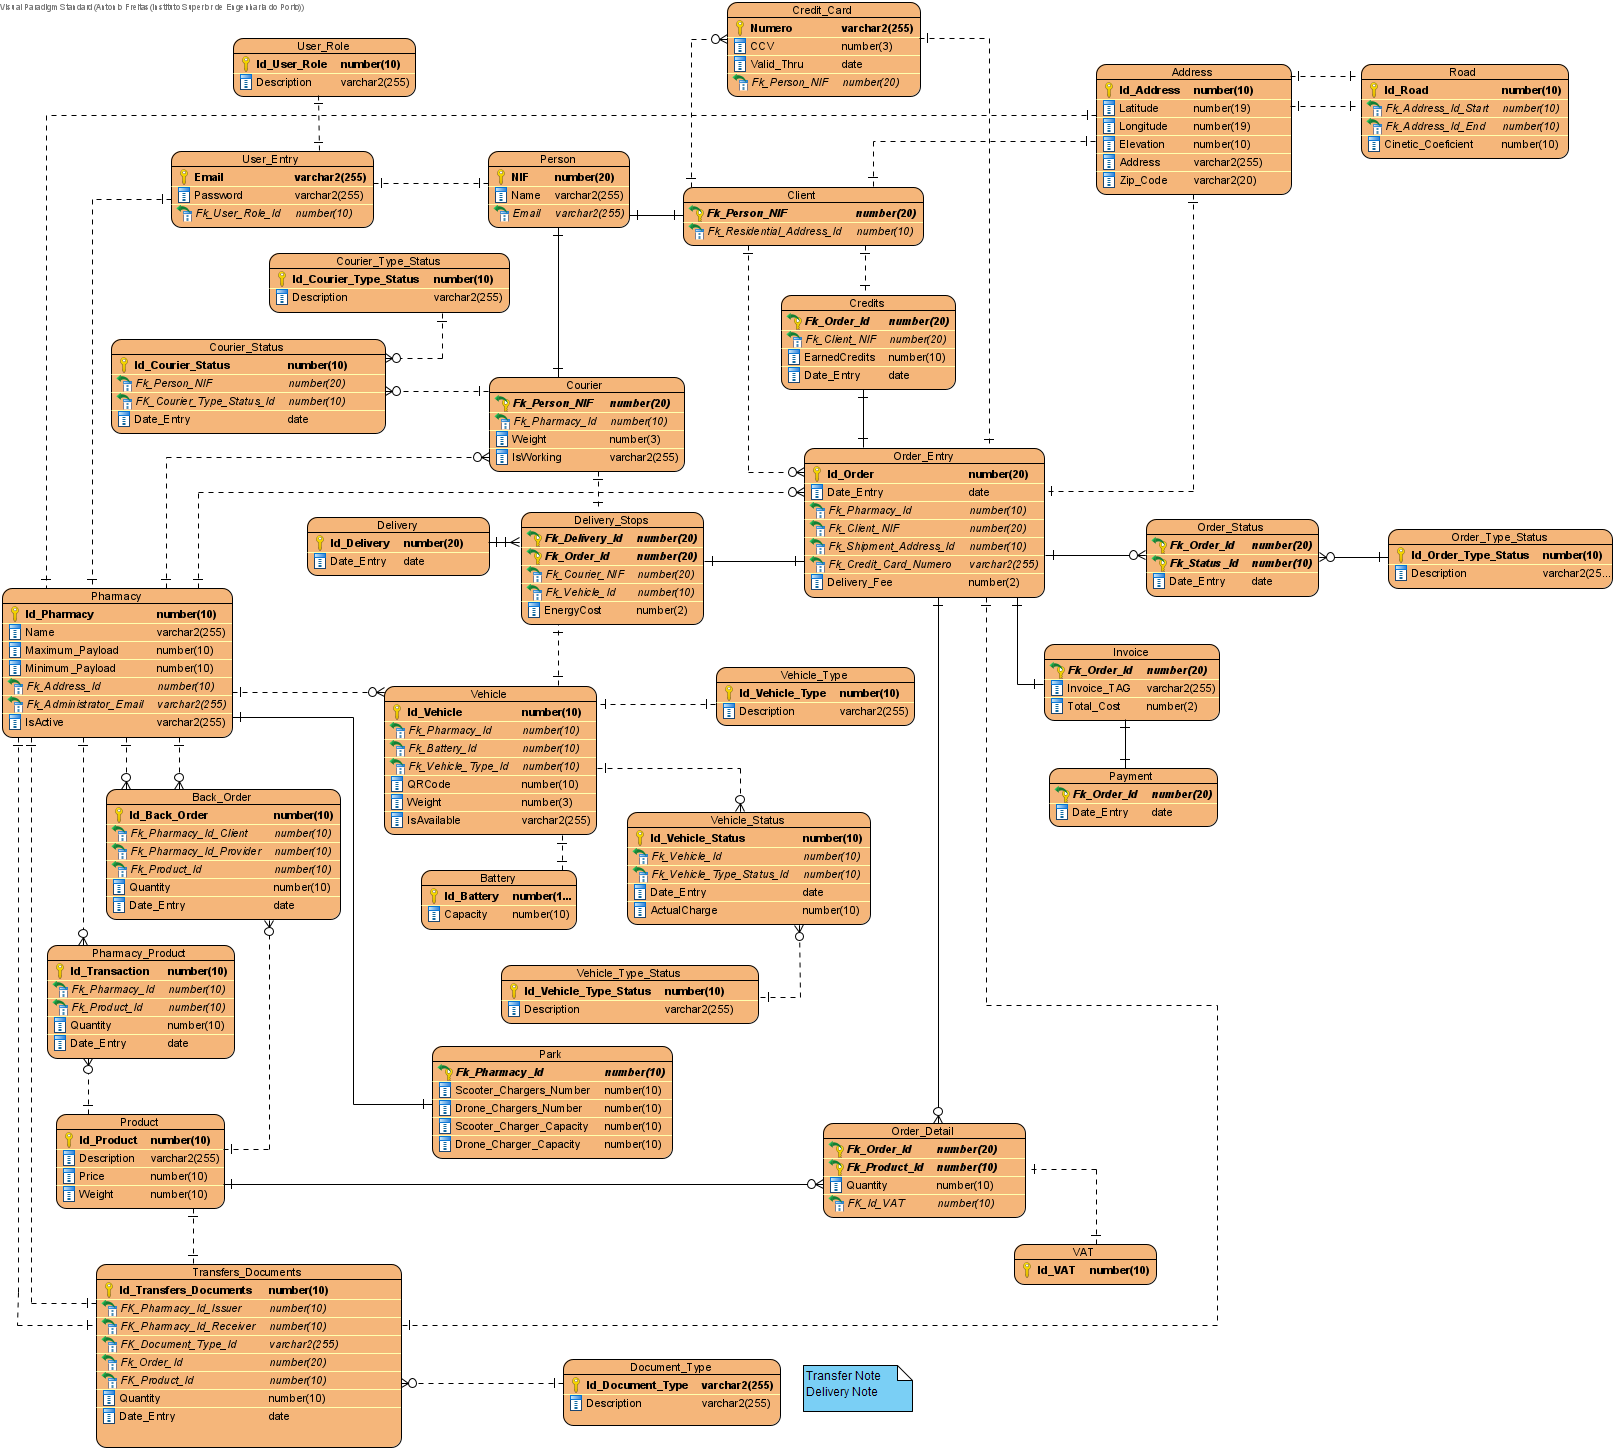 Visual Paradigm Standard (Antonio Freitas(Instituto Superior de Engenharia do Porto))
User_Role
Id_User_Role number(10)
Description varchar2(255)
Credit_Card
Numero varchar2(255)
CCV number(3)
Valid_Thru date
Fk_Person_NIF number(20)
Address
Id_Address number(10)
Latitude number(19)
Longitude number(19)
Elevation number(10)
Address varchar2(255)
Zip_Code varchar2(20)
Road
Id_Road number(10)
Fk_Address_Id_Start number(10)
Fk_Address_Id_End number(10)
Cinetic_Coeficient number(10)
User_Entry
Email varchar2(255)
Password varchar2(255)
Fk_User_Role_Id number(10)
Person
NIF number(20)
Name varchar2(255)
Email varchar2(255)
Client
Fk_Person_NIF number(20)
Fk_Residential_Address_Id number(10)
Courier_Type_Status
Id_Courier_Type_Status number(10)
Description varchar2(255)
Credits
Fk_Order_Id number(20)
Fk_Client_NIF number(20)
EarnedCredits number(10)
Date_Entry date
Courier_Status
Id_Courier_Status number(10)
Fk_Person_NIF number(20)
FK_Courier_Type_Status_Id number(10)
Date_Entry date
Courier
Fk_Person_NIF number(20)
Fk_Pharmacy_Id number(10)
Weight number(3)
IsWorking varchar2(255)
Order_Entry
Id_Order number(20)
Date_Entry date
Fk_Pharmacy_Id number(10)
Fk_Client_NIF number(20)
Fk_Shipment_Address_Id number(10)
Fk_Credit_Card_Numero varchar2(255)
Delivery_Fee number(2)
Delivery
Id_Delivery number(20)
Date_Entry date
Delivery_Stops
Fk_Delivery_Id number(20)
Fk_Order_Id number(20)
Fk_Courier_NIF number(20)
Fk_Vehicle_Id number(10)
EnergyCost number(2)
Order_Status
Fk_Order_Id number(20)
Fk_Status_Id number(10)
Date_Entry date
Order_Type_Status
Id_Order_Type_Status number(10)
Description varchar2(25...
Pharmacy
Id_Pharmacy number(10)
Name varchar2(255)
Maximum_Payload number(10)
Minimum_Payload number(10)
Fk_Address_Id number(10)
Fk_Administrator_Email varchar2(255)
IsActive varchar2(255)
Invoice
Fk_Order_Id number(20)
Invoice_TAG varchar2(255)
Total_Cost number(2)
Vehicle
Id_Vehicle number(10)
Fk_Pharmacy_Id number(10)
Fk_Battery_Id number(10)
Fk_Vehicle_Type_Id number(10)
QRCode number(10)
Weight number(3)
IsAvailable varchar2(255)
Vehicle_Type
Id_Vehicle_Type number(10)
Description varchar2(255)
Payment
Fk_Order_Id number(20)
Date_Entry date
Back_Order
Id_Back_Order number(10)
Fk_Pharmacy_Id_Client number(10)
Fk_Pharmacy_Id_Provider number(10)
Fk_Product_Id number(10)
Quantity number(10)
Date_Entry date
Vehicle_Status
Id_Vehicle_Status number(10)
Fk_Vehicle_Id number(10)
Fk_Vehicle_Type_Status_Id number(10)
Date_Entry date
ActualCharge number(10)
Battery
Id_Battery number(1...
Capacity number(10)
Pharmacy_Product
Id_Transaction number(10)
Fk_Pharmacy_Id number(10)
Fk_Product_Id number(10)
Quantity number(10)
Date_Entry date
Vehicle_Type_Status
Id_Vehicle_Type_Status number(10)
Description varchar2(255)
Park
Fk_Pharmacy_Id number(10)
Scooter_Chargers_Number number(10)
Drone_Chargers_Number number(10)
Scooter_Charger_Capacity number(10)
Drone_Charger_Capacity number(10)
Product
Id_Product number(10)
Description varchar2(255)
Price number(10)
Weight number(10)
Order_Detail
Fk_Order_Id number(20)
Fk_Product_Id number(10)
Quantity number(10)
FK_Id_VAT number(10)
VAT
Id_VAT number(10)
Transfers_Documents
Id_Transfers_Documents number(10)
FK_Pharmacy_Id_Issuer number(10)
FK_Pharmacy_Id_Receiver number(10)
FK_Document_Type_Id varchar2(255)
Fk_Order_Id number(20)
FK_Product_Id number(10)
Quantity number(10)
Date_Entry date
Document_Type
Id_Document_Type varchar2(255)
Description varchar2(255)
Transfer Note
Delivery Note